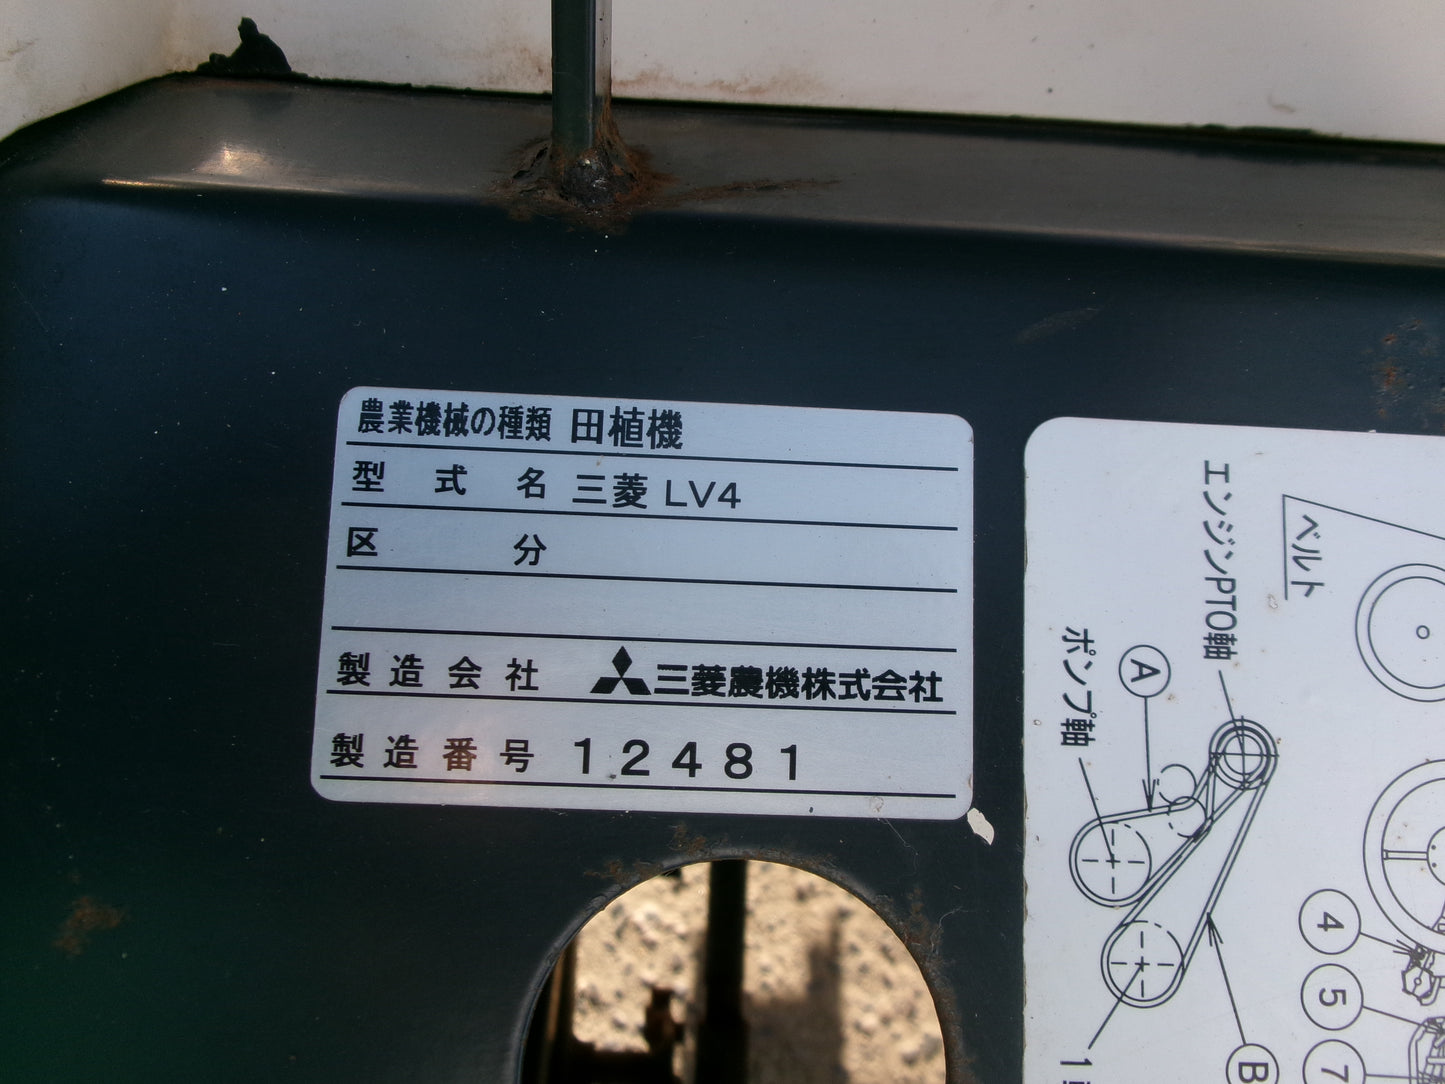 農業機械の種類 田植機
型式名 三菱 LV4
区分
製造会社 三菱農機株式会社
製造番号 12481
ベルト
エンジンPTO軸
ポンプ軸
A
B
4
5
7
1